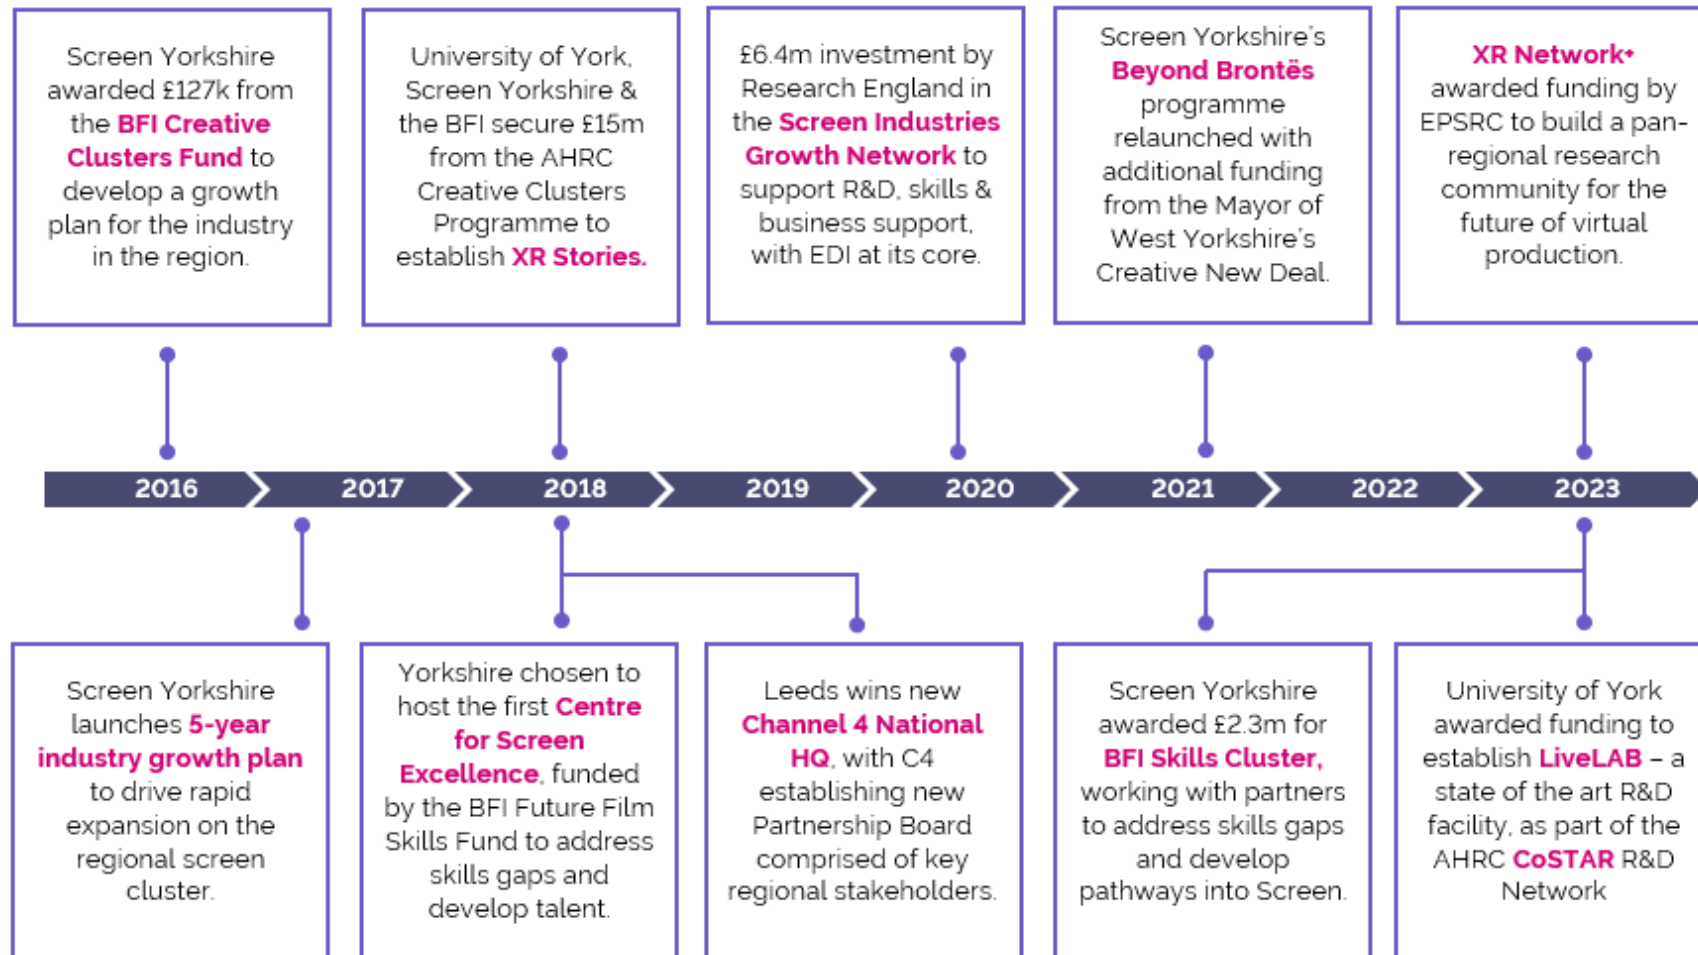 Screen Yorkshire
awarded £127k from
the BFI Creative
Clusters Fund to
develop a growth
plan for the industry
in the region.
University of York,
Screen Yorkshire &
the BFI secure £15m
from the AHRC
Creative Clusters
Programme to
establish XR Stories.
£6.4m investment by
Research England in
the Screen Industries
Growth Network to
support R&D, skills &
business support,
with EDI at its core.
Screen Yorkshire's
Beyond Brontës
programme
relaunched with
additional funding
from the Mayor of
West Yorkshire's
Creative New Deal.
XR Network+
awarded funding by
EPSRC to build a pan-
regional research
community for the
future of virtual
production.
2016 2017 2018 2019 2020 2021 2022 2023
Screen Yorkshire
launches 5-year
industry growth plan
to drive rapid
expansion on the
regional screen
cluster.
Yorkshire chosen to
host the first Centre
for Screen
Excellence, funded
by the BFI Future Film
Skills Fund to address
skills gaps and
develop talent.
Leeds wins new
Channel 4 National
HQ, with C4
establishing new
Partnership Board
comprised of key
regional stakeholders.
Screen Yorkshire
awarded £2.3m for
BFI Skills Cluster,
working with partners
to address skills gaps
and develop
pathways into Screen.
University of York
awarded funding to
establish LiveLAB – a
state of the art R&D
facility, as part of the
AHRC CoSTAR R&D
Network